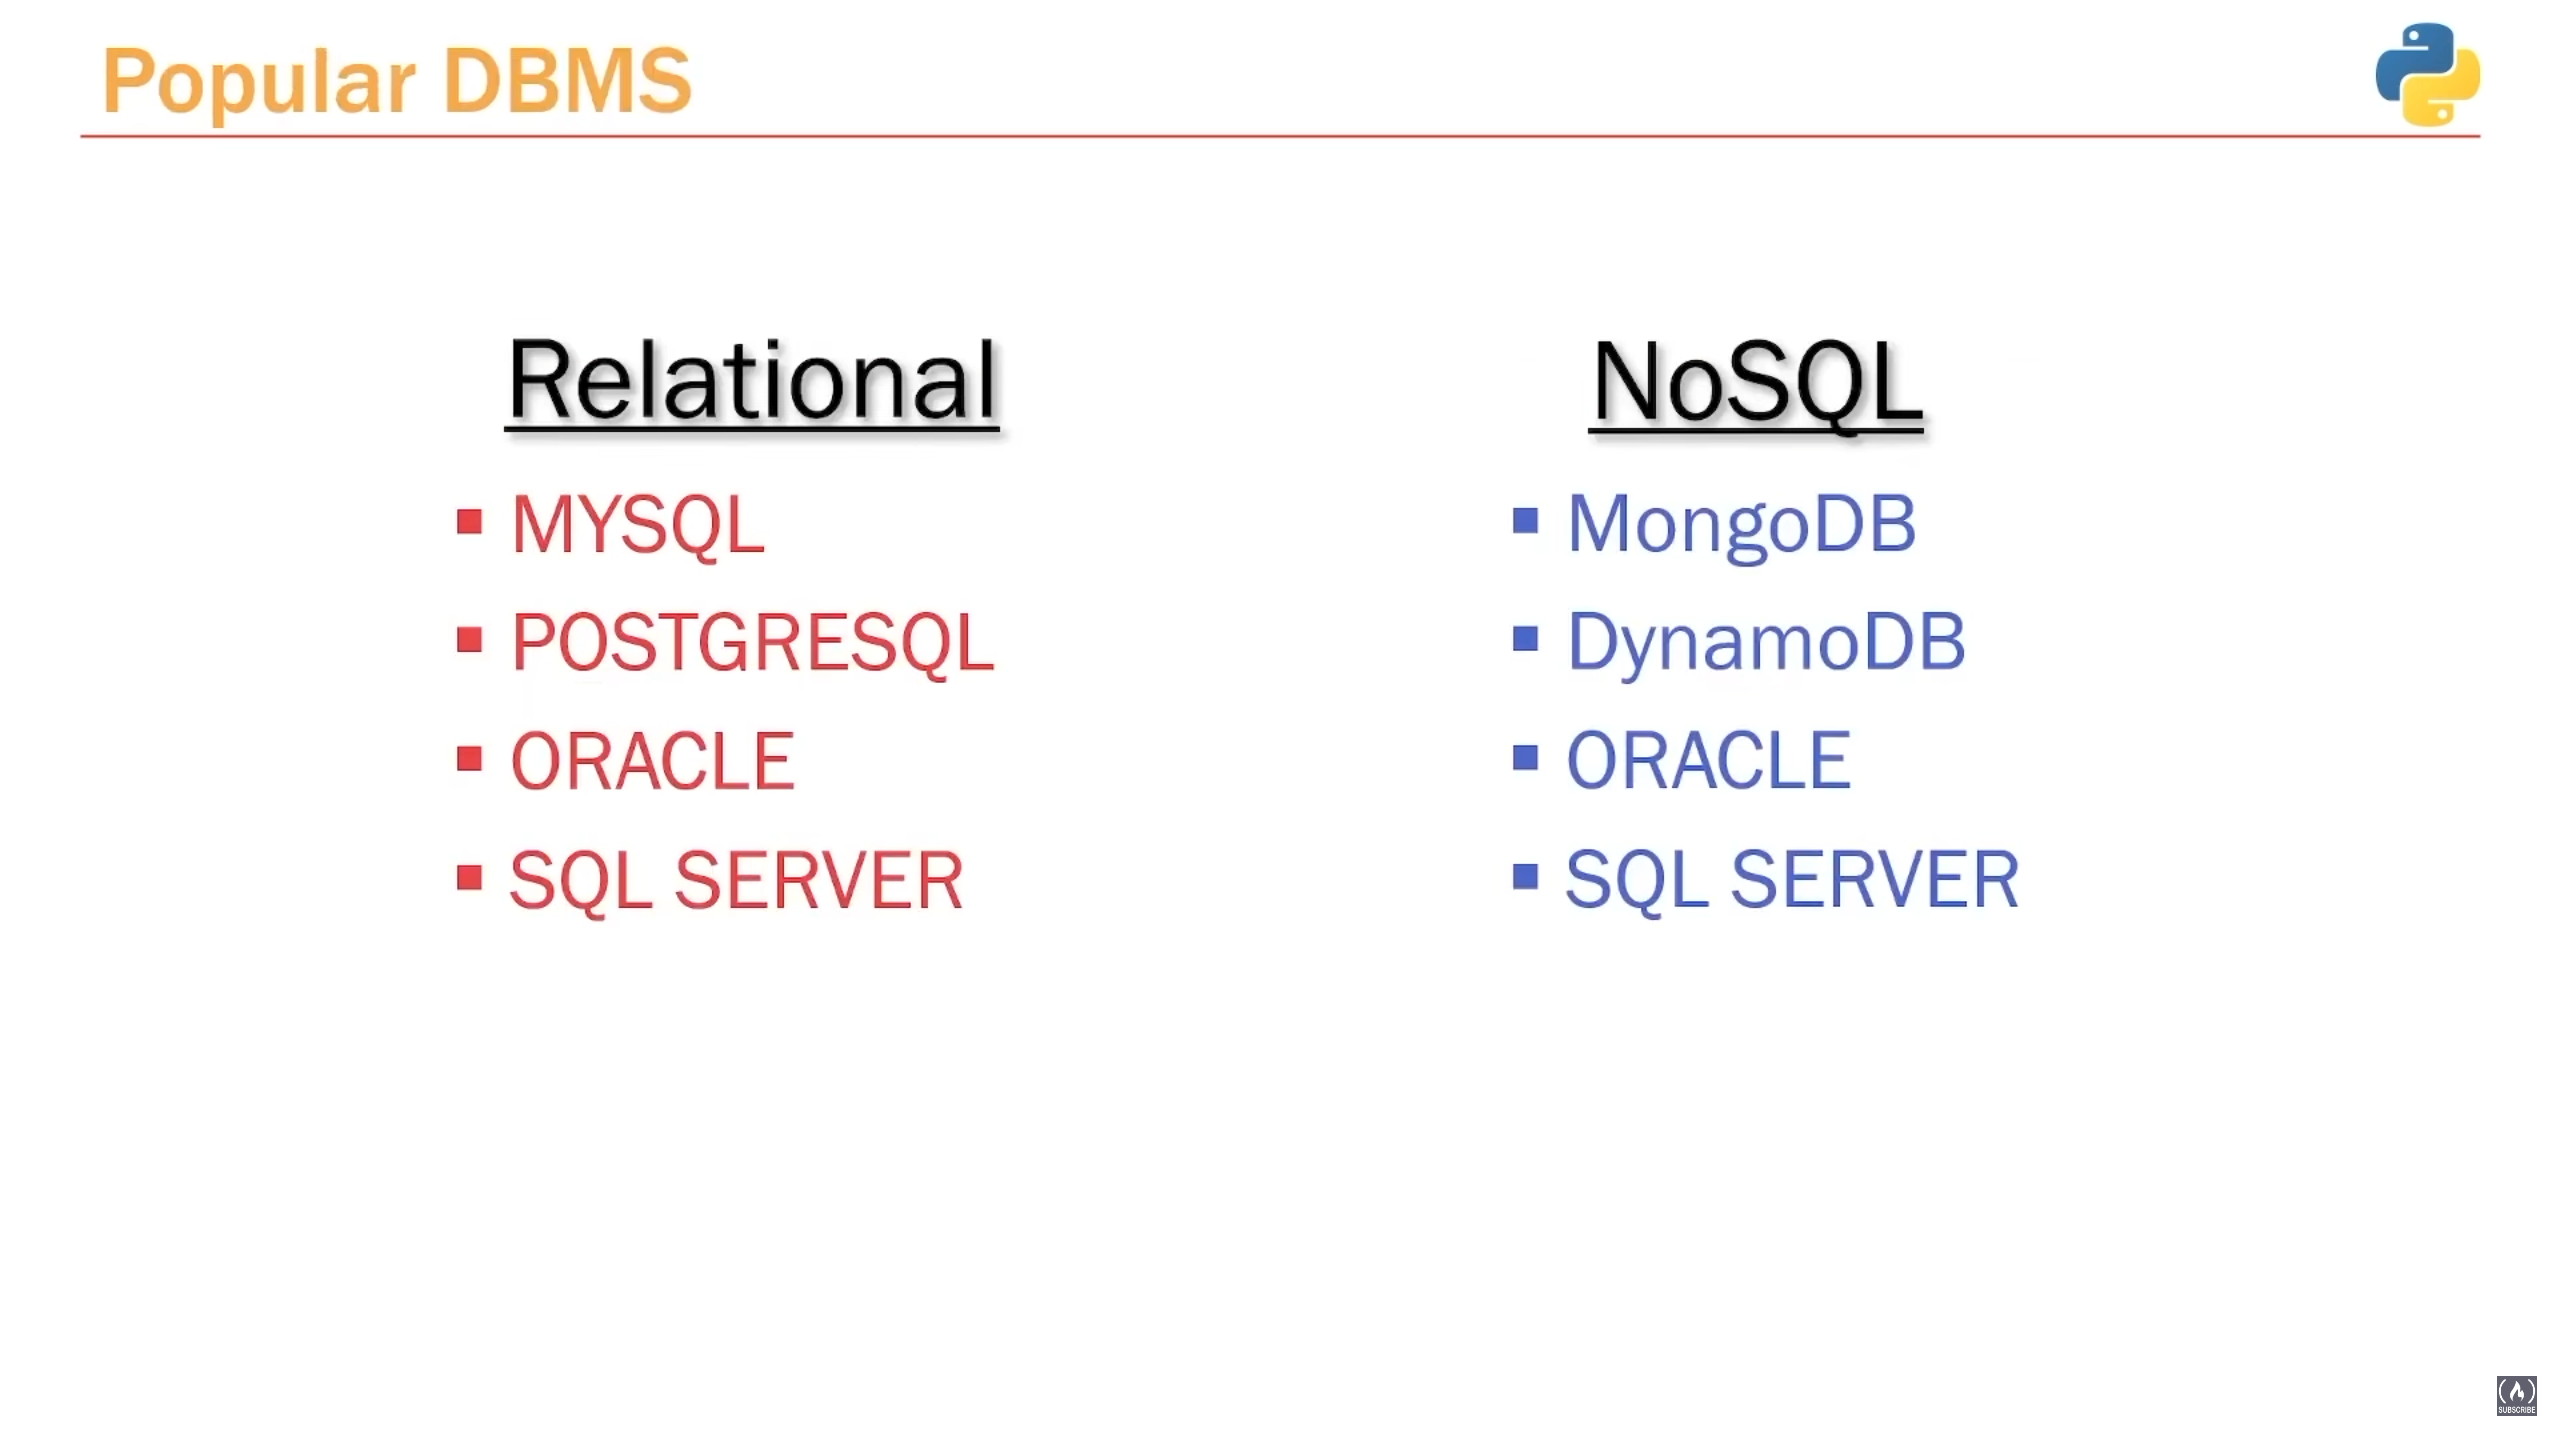 Popular DBMS
Relational
MYSQL
POSTGRESQL
ORACLE
SQL SERVER
NoSQL
MongoDB
DynamoDB
ORACLE
SQL SERVER
SUBSCRIBE